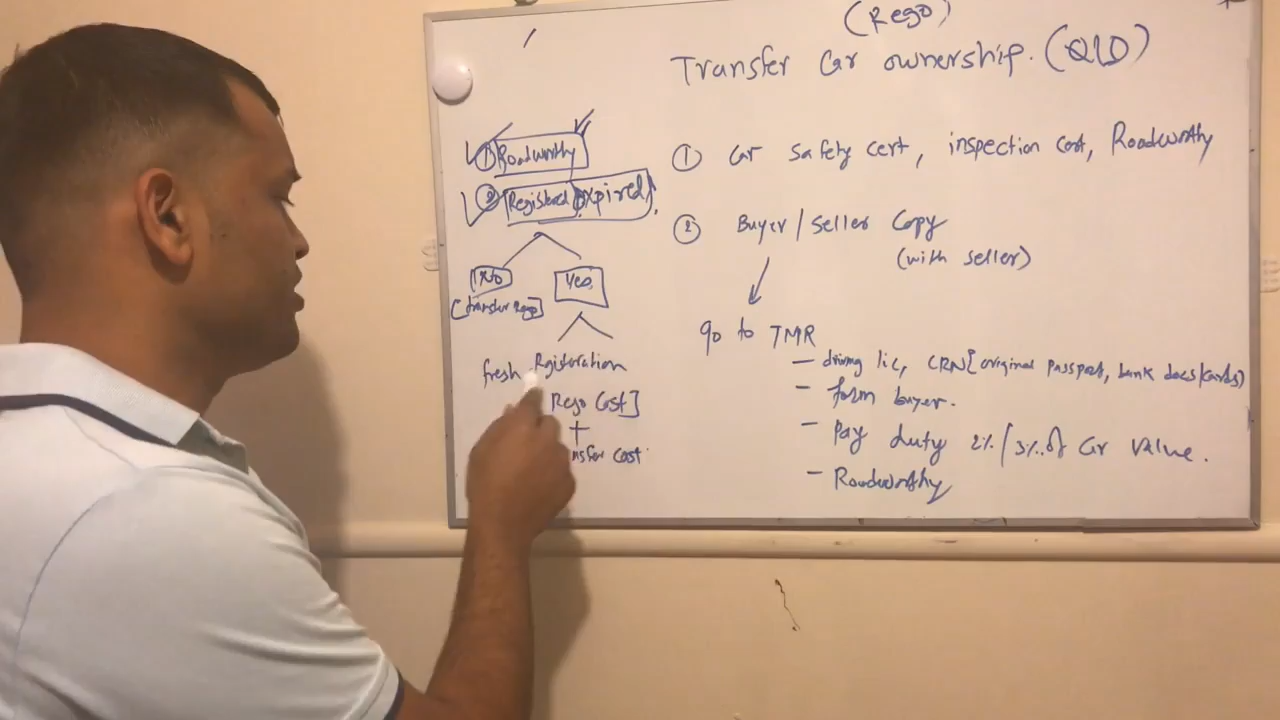 (Rego)
Transfer Car ownership. (QLD)
① Roadworthy
② Registered expired
No
Yes
[transfer rego]
fresh Registeration
Rego Cost]
+
nsfer cost
① Car safety cert, inspection cost, Roadworthy
② Buyer/Seller Copy
(with seller)
go to TMR
— driving lic, CRN[original passport, bank docs/cards)
- form buyer.
- Pay duty 2%/3% of Car value.
- Roadworthy